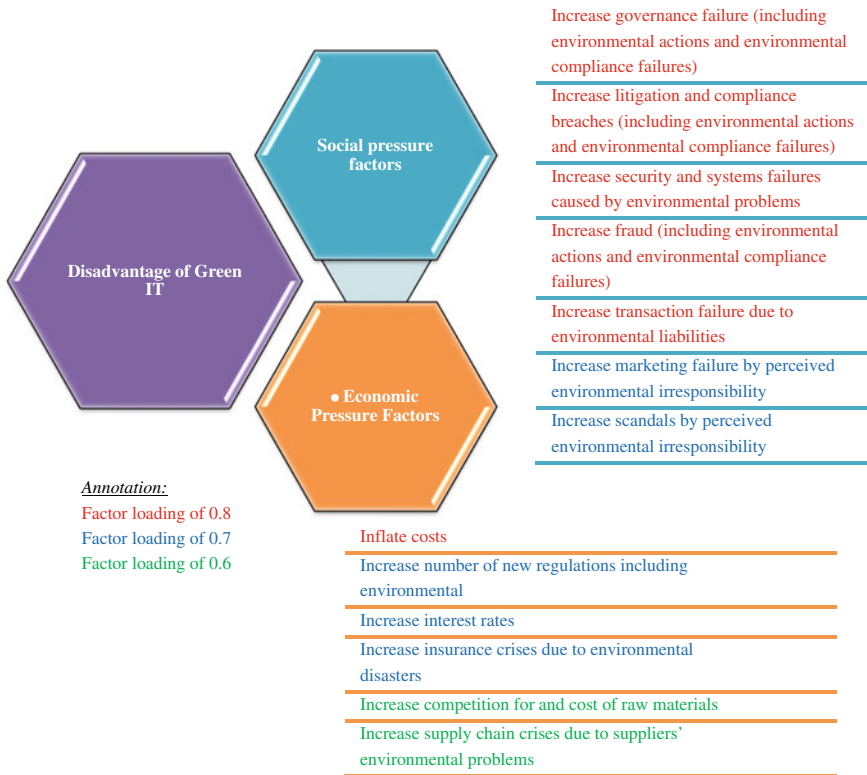 Increase governance failure (including
environmental actions and environmental
compliance failures)
Increase litigation and compliance
breaches (including environmental actions
and environmental compliance failures)
Increase security and systems failures
caused by environmental problems
Increase fraud (including environmental
actions and environmental compliance
failures)
Increase transaction failure due to
environmental liabilities
Increase marketing failure by perceived
environmental irresponsibility
Increase scandals by perceived
environmental irresponsibility
Social pressure
factors
Disadvantage of Green
IT
• Economic
Pressure Factors
Annotation:
Factor loading of 0.8
Factor loading of 0.7
Factor loading of 0.6
Inflate costs
Increase number of new regulations including
environmental
Increase interest rates
Increase insurance crises due to environmental
disasters
Increase competition for and cost of raw materials
Increase supply chain crises due to suppliers’
environmental problems